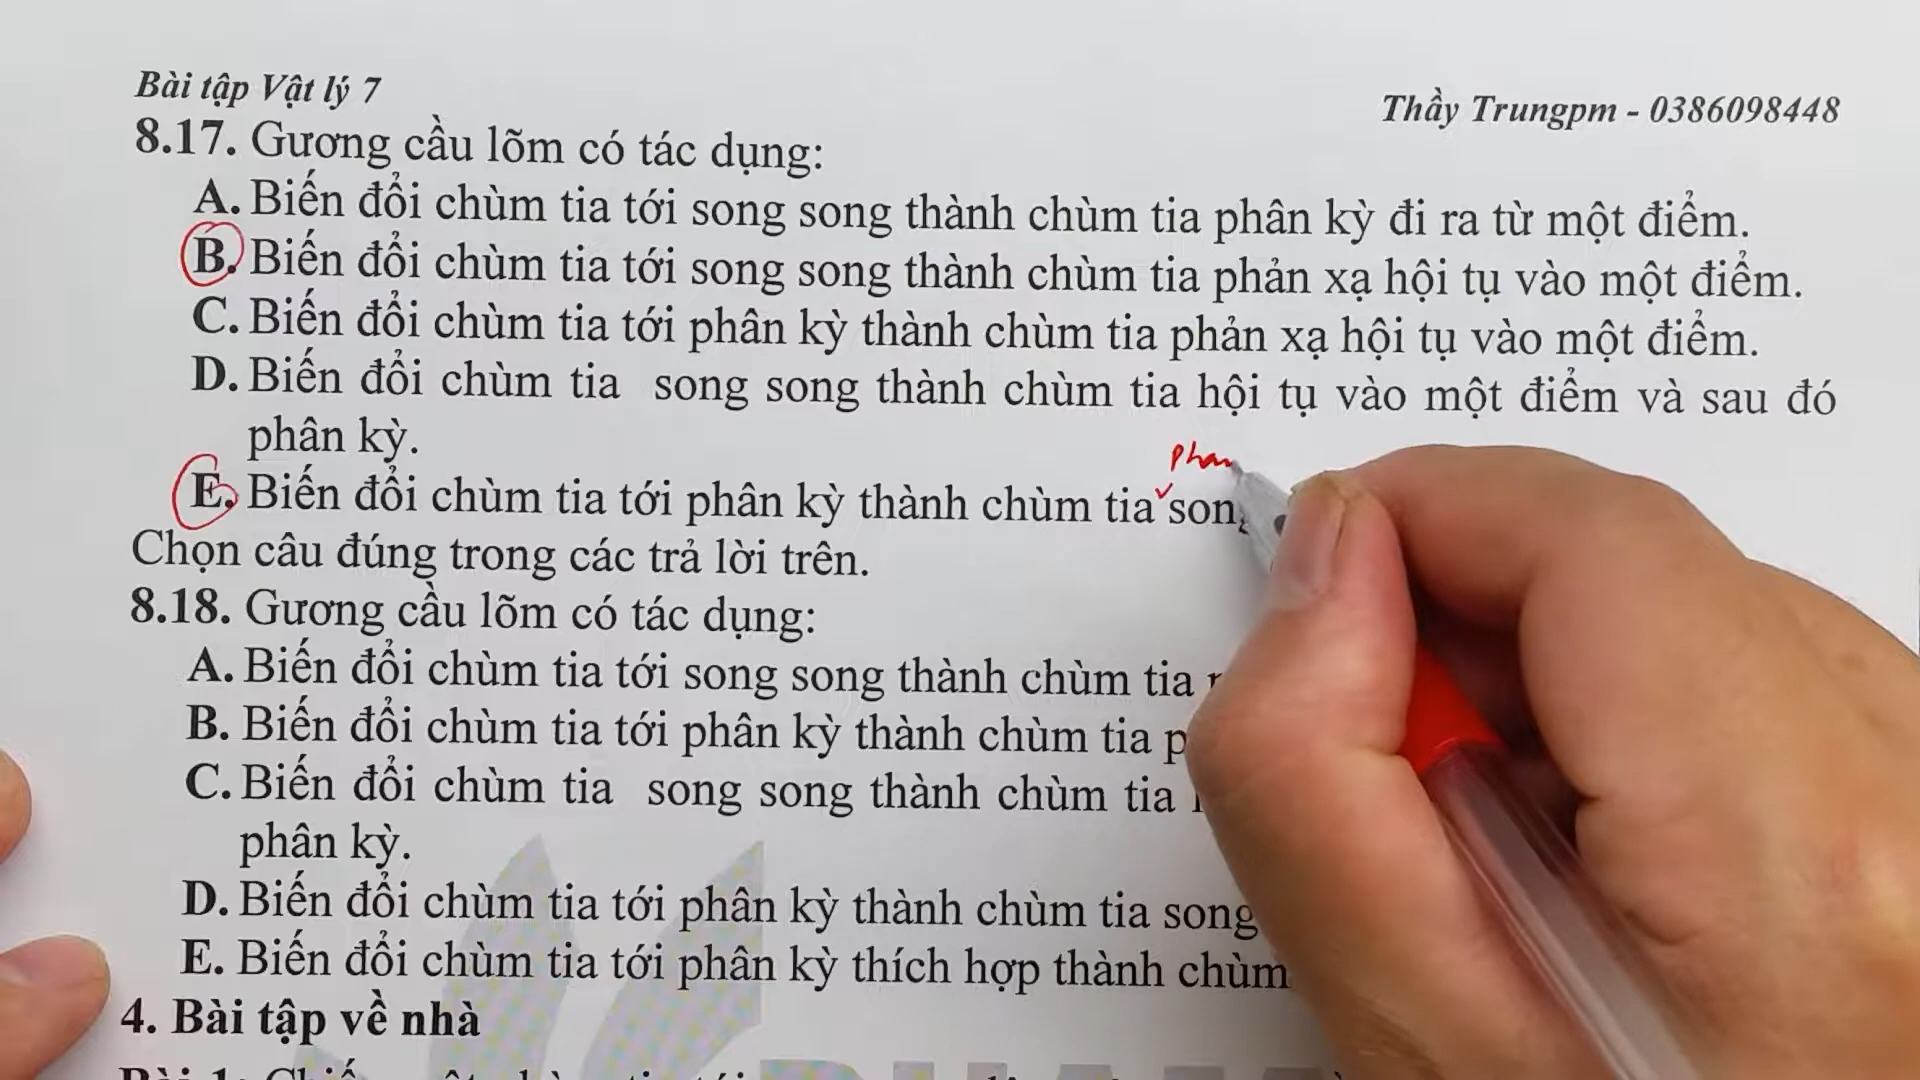 Bài tập Vật lý 7
Thầy Trungpm - 0386098448
8.17. Gương cầu lõm có tác dụng:
A. Biến đổi chùm tia tới song song thành chùm tia phân kỳ đi ra từ một điểm.
B. Biến đổi chùm tia tới song song thành chùm tia phản xạ hội tụ vào một điểm.
C. Biến đổi chùm tia tới phân kỳ thành chùm tia phản xạ hội tụ vào một điểm.
D. Biến đổi chùm tia song song thành chùm tia hội tụ vào một điểm và sau đó
phân kỳ.
phan
E. Biến đổi chùm tia tới phân kỳ thành chùm tia song
Chọn câu đúng trong các trả lời trên.
8.18. Gương cầu lõm có tác dụng:
A. Biến đổi chùm tia tới song song thành chùm tia
B. Biến đổi chùm tia tới phân kỳ thành chùm tia
C. Biến đổi chùm tia song song thành chùm tia
phân kỳ.
D. Biến đổi chùm tia tới phân kỳ thành chùm tia song
E. Biến đổi chùm tia tới phân kỳ thích hợp thành chùm
4. Bài tập về nhà